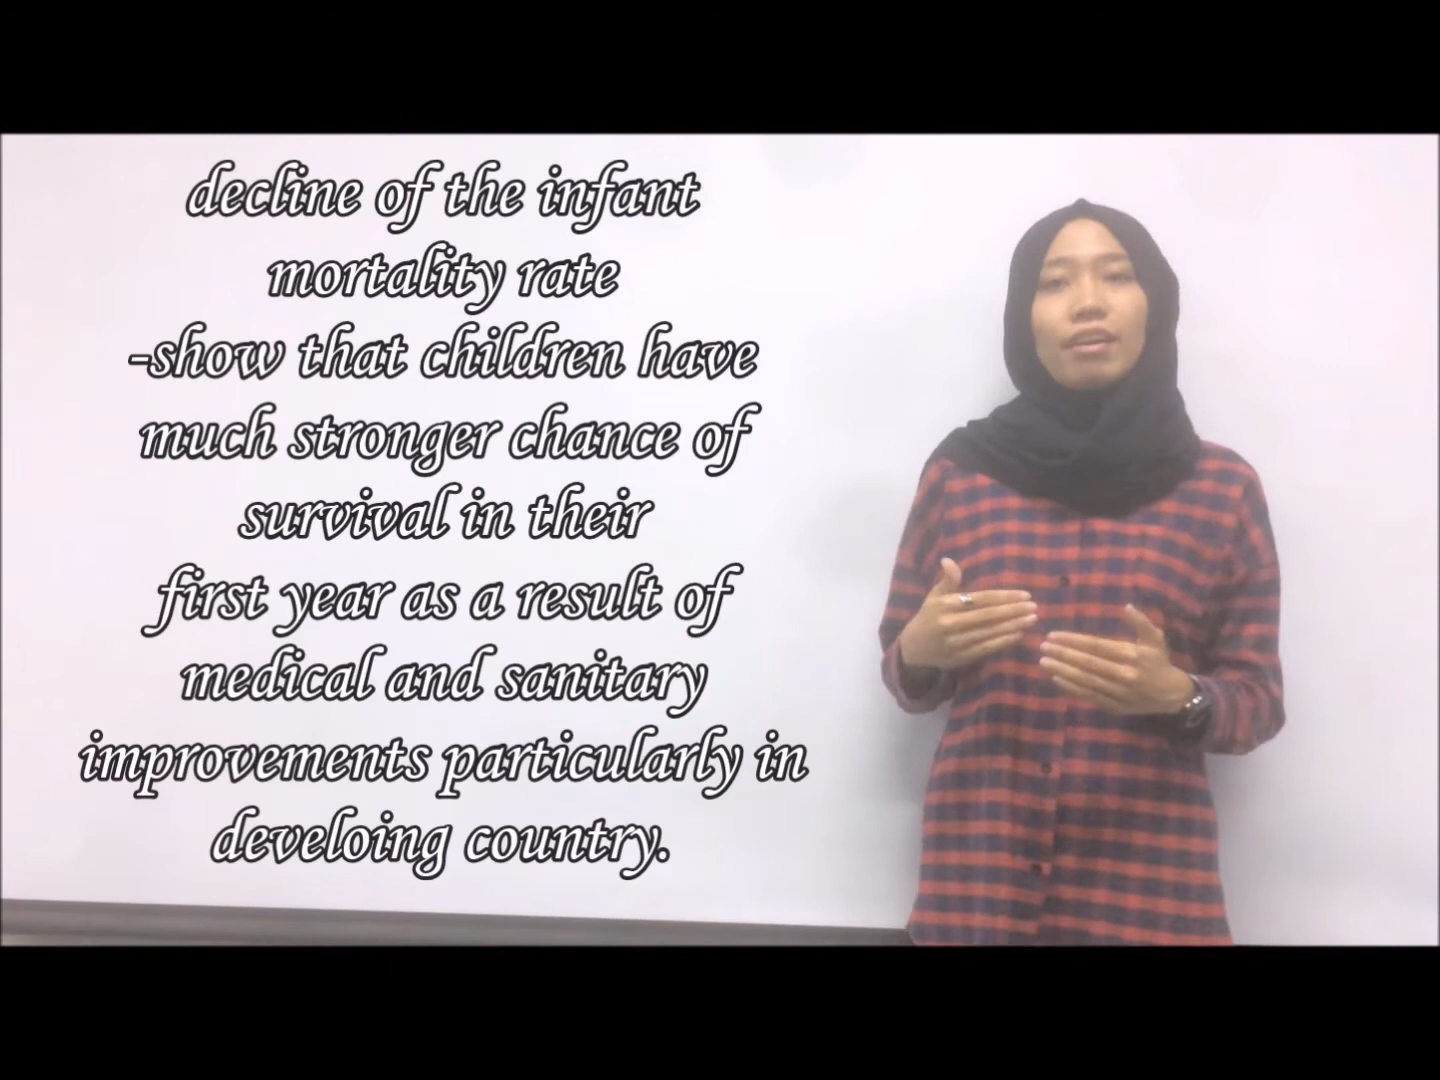 decline of the infant
mortality rate
-show that children have
much stronger chance of
survival in their
first year as a result of
medical and sanitary
improvements particularly in
develoing country.